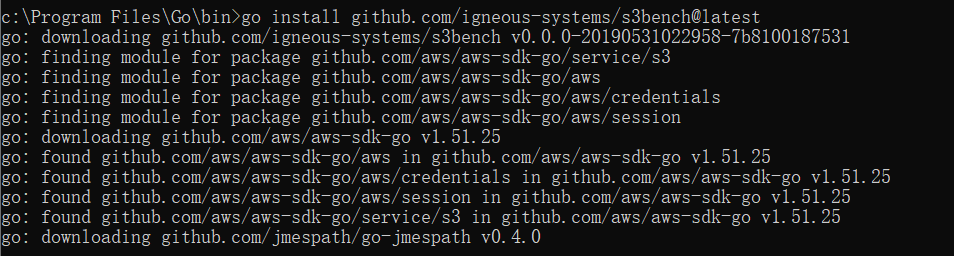 c:\Program Files\Go\bin>go install github.com/igneous-systems/s3bench@latest
go: downloading github.com/igneous-systems/s3bench v0.0.0-20190531022958-7b8100187531
go: finding module for package github.com/aws/aws-sdk-go/service/s3
go: finding module for package github.com/aws/aws-sdk-go/aws
go: finding module for package github.com/aws/aws-sdk-go/aws/credentials
go: finding module for package github.com/aws/aws-sdk-go/aws/session
go: downloading github.com/aws/aws-sdk-go v1.51.25
go: found github.com/aws/aws-sdk-go/aws in github.com/aws/aws-sdk-go v1.51.25
go: found github.com/aws/aws-sdk-go/aws/credentials in github.com/aws/aws-sdk-go v1.51.25
go: found github.com/aws/aws-sdk-go/aws/session in github.com/aws/aws-sdk-go v1.51.25
go: found github.com/aws/aws-sdk-go/service/s3 in github.com/aws/aws-sdk-go v1.51.25
go: downloading github.com/jmespath/go-jmespath v0.4.0